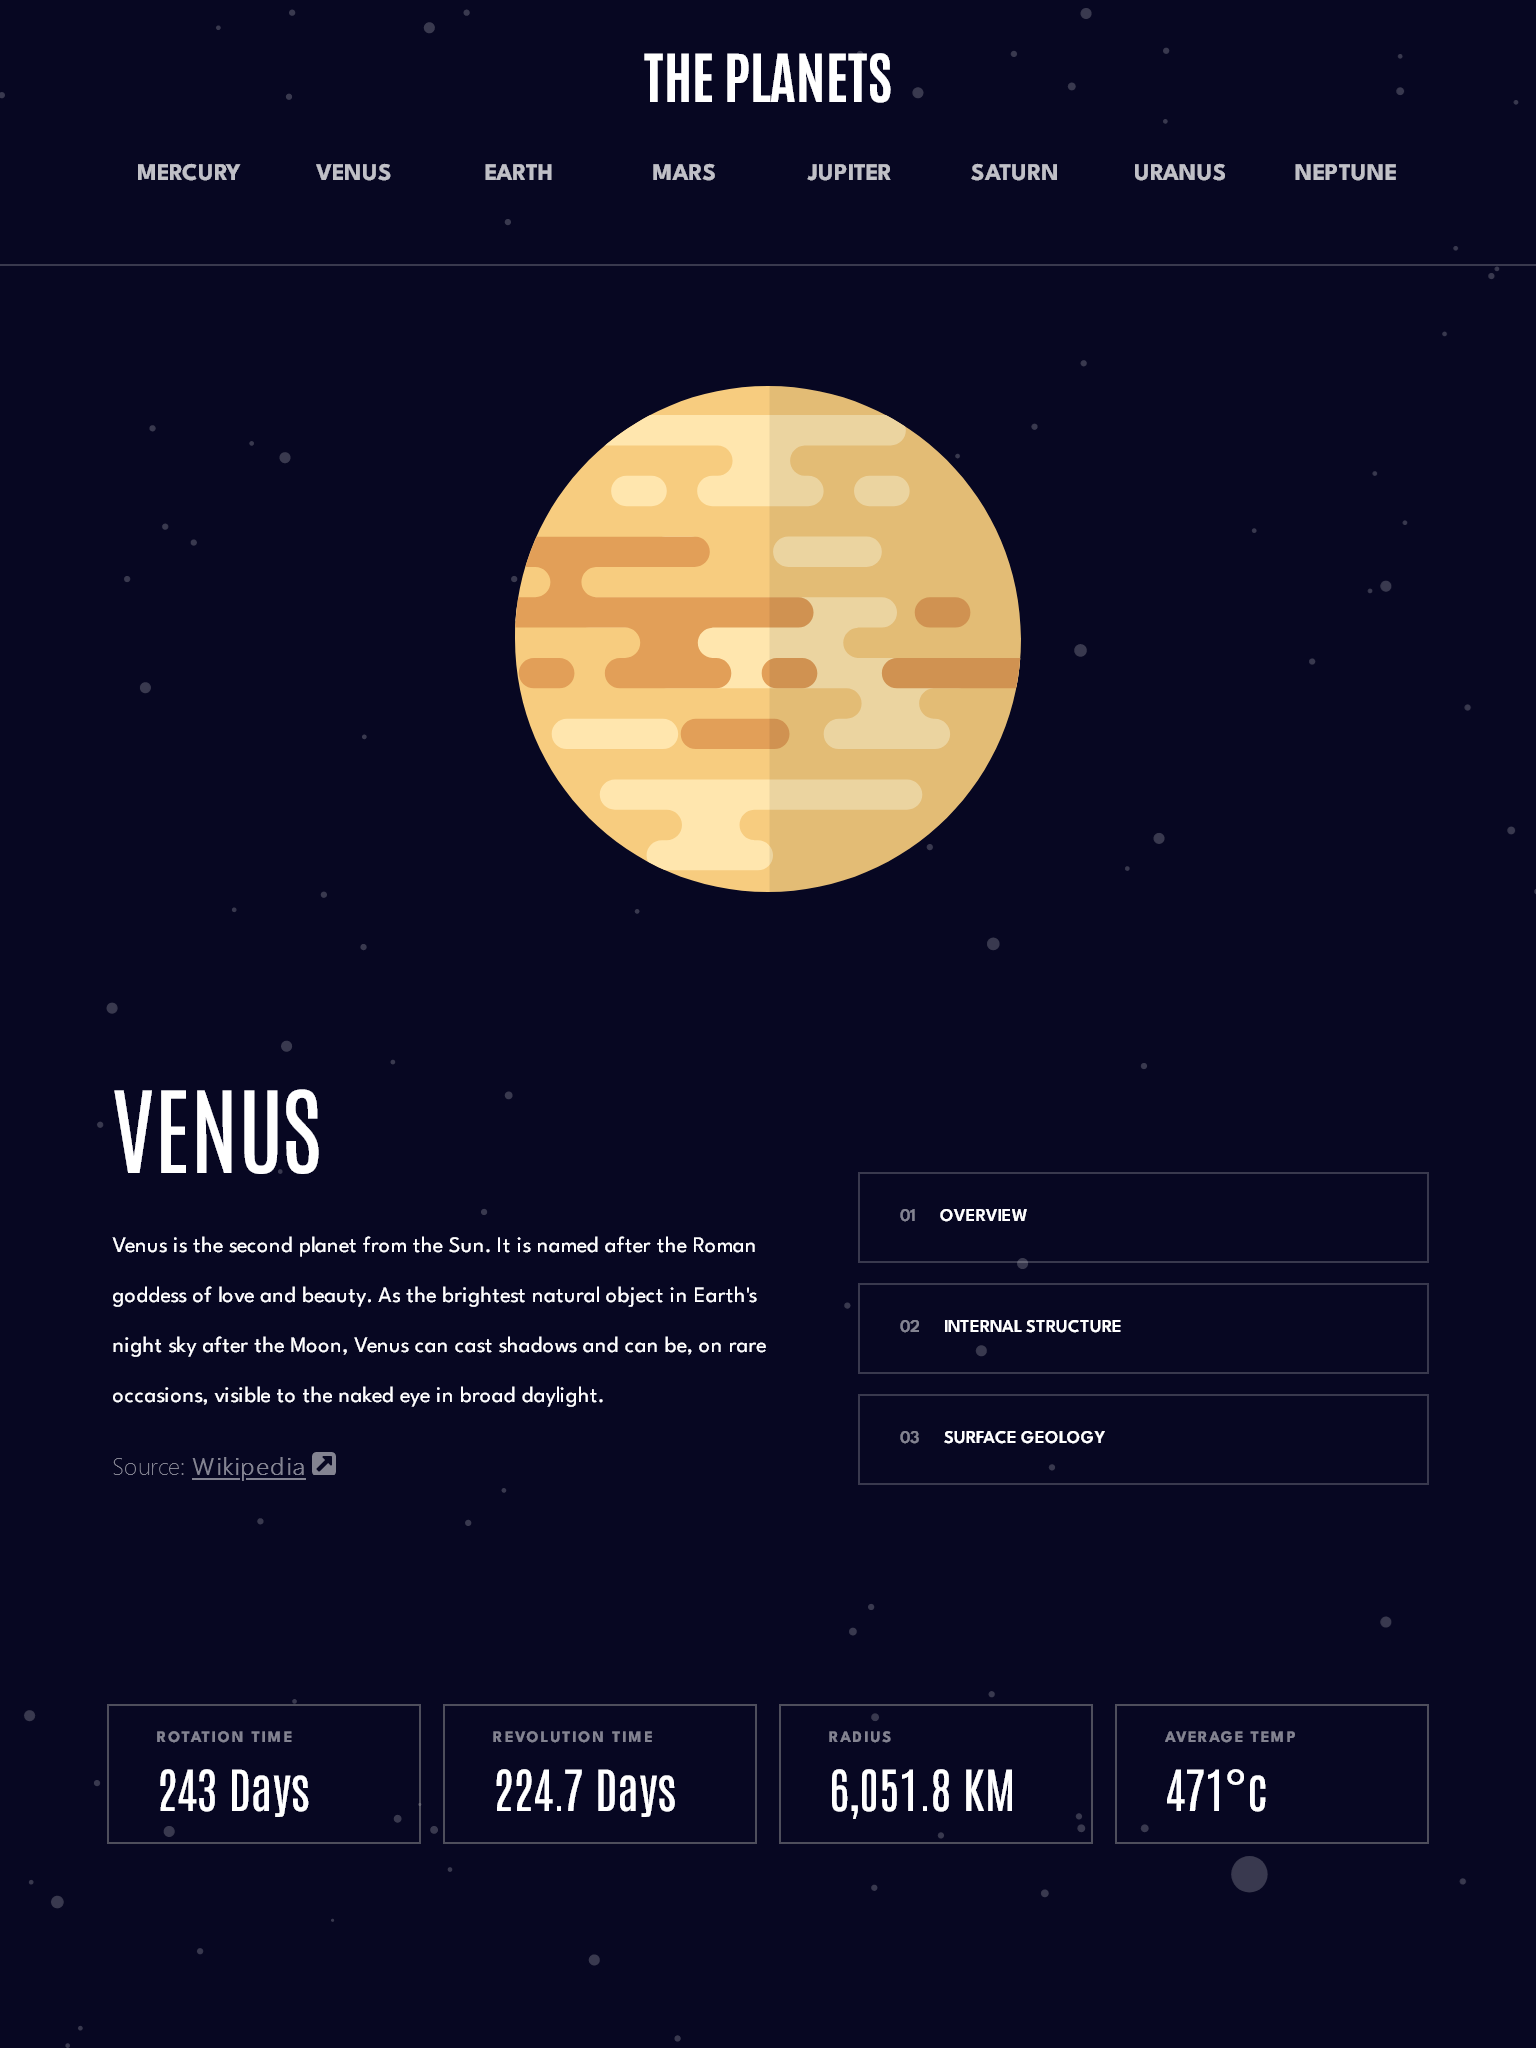 THE PLANETS
MERCURY VENUS EARTH MARS JUPITER SATURN URANUS NEPTUNE
VENUS
Venus is the second planet from the Sun. It is named after the Roman
goddess of love and beauty. As the brightest natural object in Earth's
night sky after the Moon, Venus can cast shadows and can be, on rare
occasions, visible to the naked eye in broad daylight.
Source: Wikipedia
01 OVERVIEW
02 INTERNAL STRUCTURE
03 SURFACE GEOLOGY
ROTATION TIME
243 Days
REVOLUTION TIME
224.7 Days
RADIUS
6,051.8 KM
AVERAGE TEMP
471°c